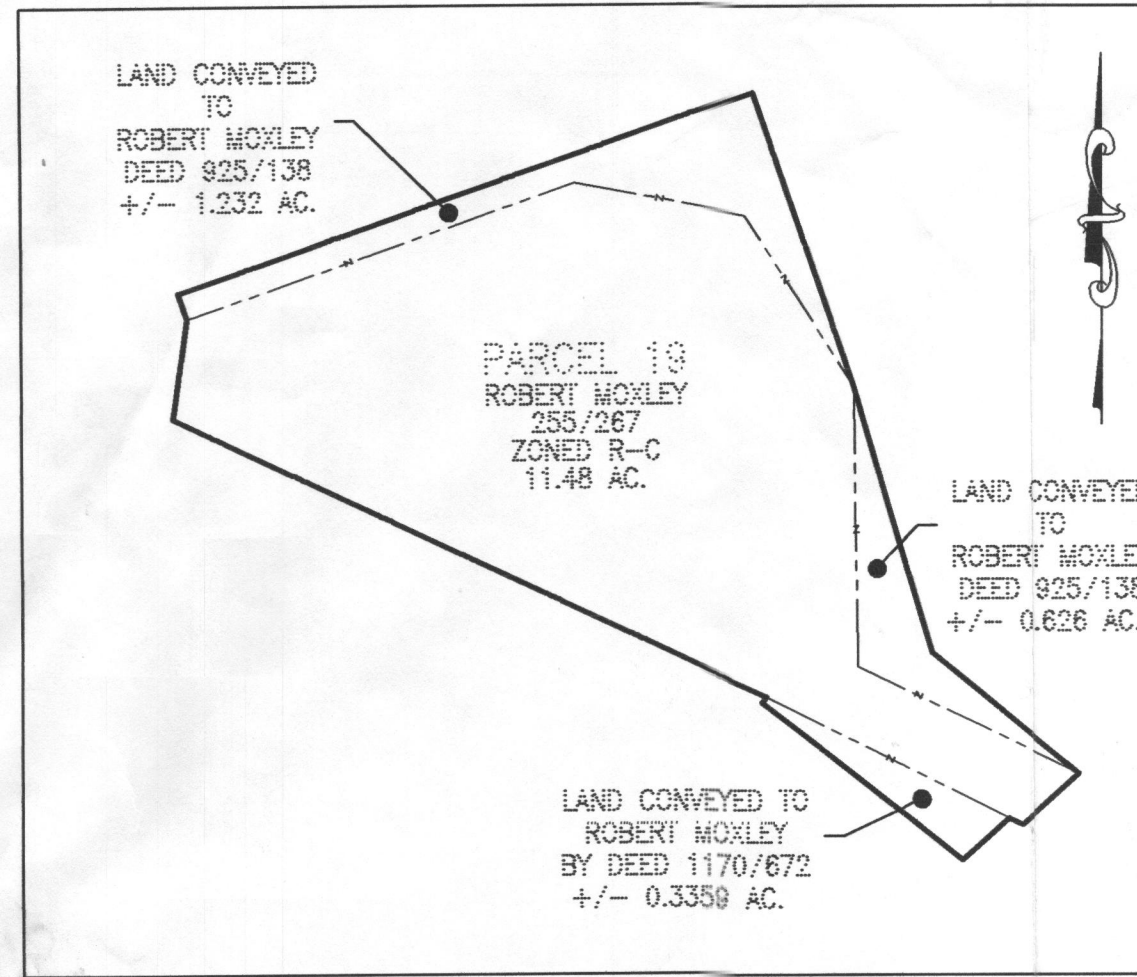 LAND CONVEYED
TO
ROBERT MOXLEY
DEED 925/138
+/- 1.232 AC.
PARCEL 19
ROBERT MOXLEY
255/267
ZONED R-C
11.48 AC.
LAND CONVEYED
TO
ROBERT MOXLEY
DEED 925/138
+/- 0.626 AC.
LAND CONVEYED TO
ROBERT MOXLEY
BY DEED 1170/672
+/- 0.3359 AC.